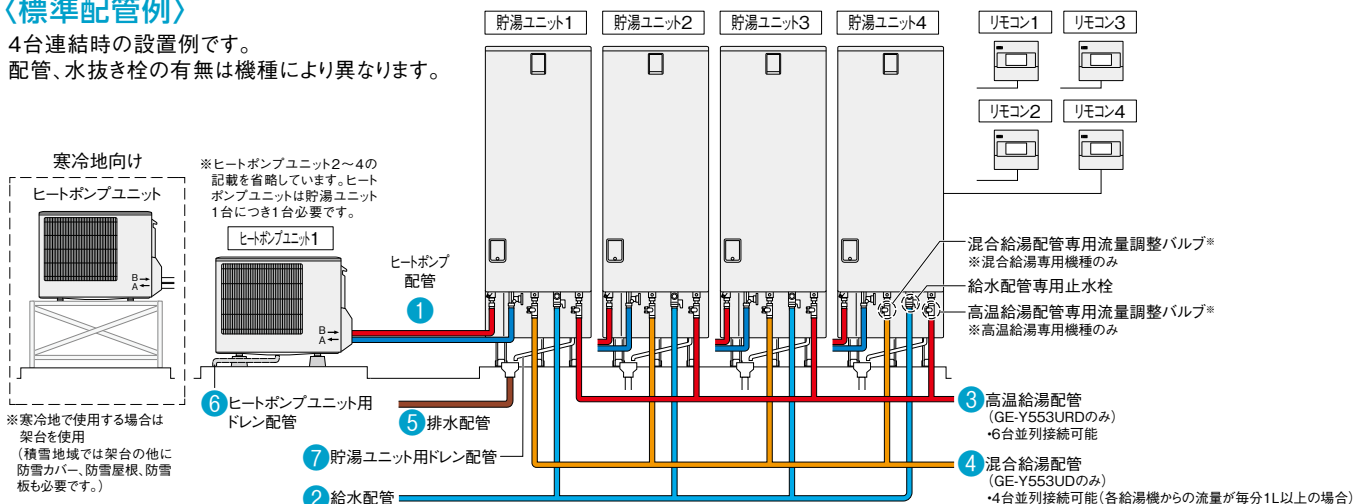 〈標準配管例〉
4台連結時の設置例です。
配管、水抜き栓の有無は機種により異なります。
貯湯ユニット1
貯湯ユニット2
貯湯ユニット3
貯湯ユニット4
リモコン1
リモコン3
リモコン2
リモコン4
寒冷地向け
ヒートポンプユニット
B
A
※寒冷地で使用する場合は
架台を使用
(積雪地域では架台の他に
防雪カバー、防雪屋根、防雪
板も必要です。)
※ヒートポンプユニット2〜4の
記載を省略しています。ヒート
ポンプユニットは貯湯ユニット
1台につき1台必要です。
ヒートポンプユニット1
B
A
ヒートポンプ
配管
1
混合給湯配管専用流量調整バルブ※
※混合給湯専用機種のみ
給水配管専用止水栓
高温給湯配管専用流量調整バルブ※
※高温給湯専用機種のみ
6 ヒートポンプユニット用
ドレン配管
5 排水配管
7 貯湯ユニット用ドレン配管
2 給水配管
3 高温給湯配管
(GE-Y553URDのみ)
・6台並列接続可能
4 混合給湯配管
(GE-Y553UDのみ)
・4台並列接続可能(各給湯機からの流量が毎分1L以上の場合)